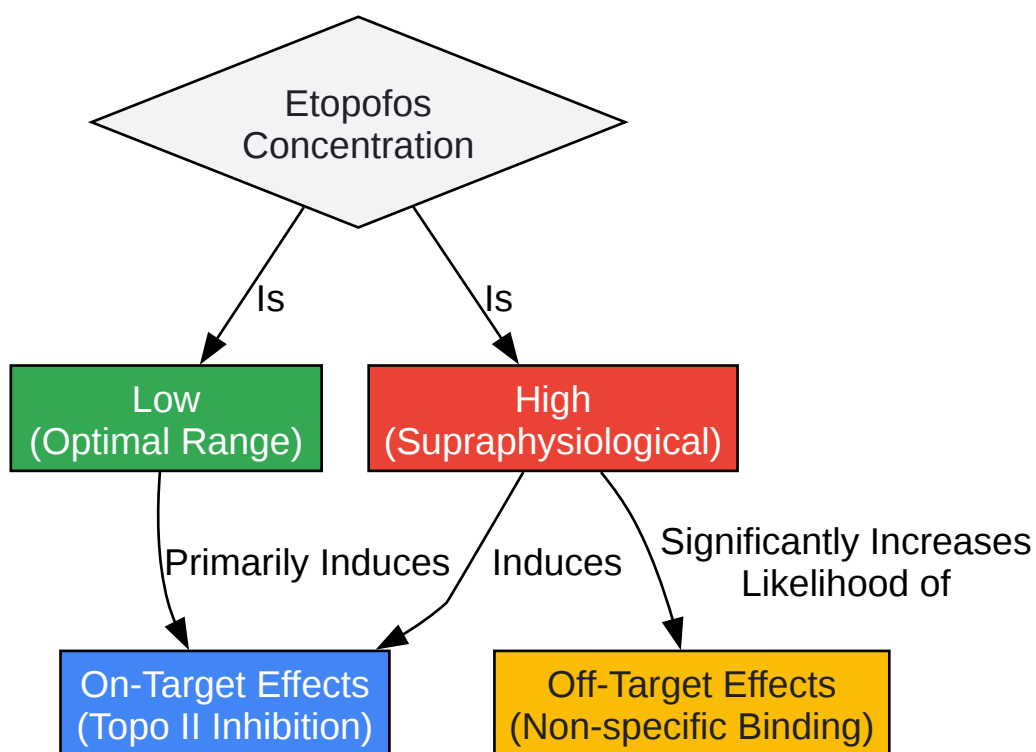 Etopofos
Concentration
Is
Is
Low
(Optimal Range)
High
(Supraphysiological)
Primarily Induces
Induces
Significantly Increases
Likelihood of
On-Target Effects
(Topo II Inhibition)
Off-Target Effects
(Non-specific Binding)